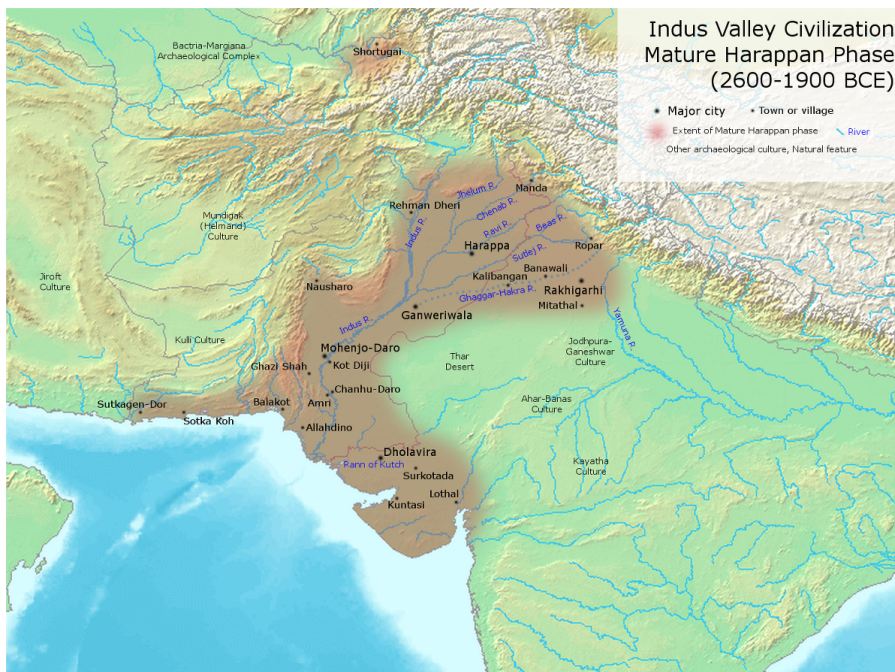 Indus Valley Civilization
Mature Harappan Phase
(2600-1900 BCE)
Major city
Town or village
Extent of Mature Harappan phase
River
Other archaeological culture, Natural feature
Bactria-Margiana
Archaeological Complex
Shortugai
Manda
Jhelum R.
Chenab R.
Rehman Dheri
Indus R.
Ravi R.
Beas R.
Mundigak
(Helmand)
Culture
Harappa
Sutlej R.
Ropar
Jiroft
Culture
Nausharo
Kalibangan
Banawali
Rakhigarhi
Ghaggar-Hakra R.
Mitathal
Ganweriwala
Yamuna R.
Indus R.
Kulli Culture
Mohenjo-Daro
Kot Diji
Ghazi Shah
Thar
Desert
Jodhpura-
Ganeshwar
Culture
Chanhu-Daro
Amri
Ahar-Banas
Culture
Sutkagen-Dor
Sotka Koh
Balakot
Allahdino
Dholavira
Rann of Kutch
Surkotada
Kayatha
Culture
Lothal
Kuntasi